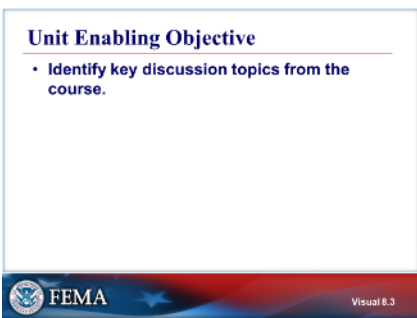 Unit Enabling Objective
• Identify key discussion topics from the
course.
FEMA
Visual 8.3